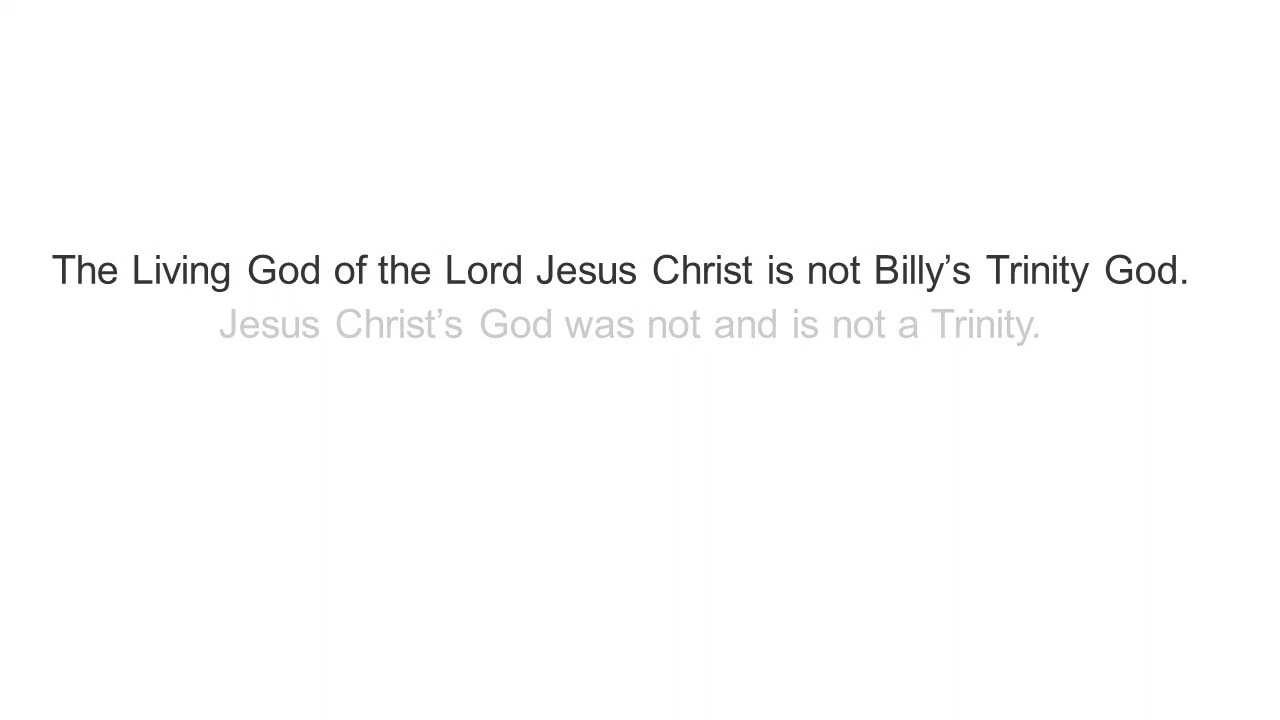 The Living God of the Lord Jesus Christ is not Billy’s Trinity God.
Jesus Christ’s God was not and is not a Trinity.